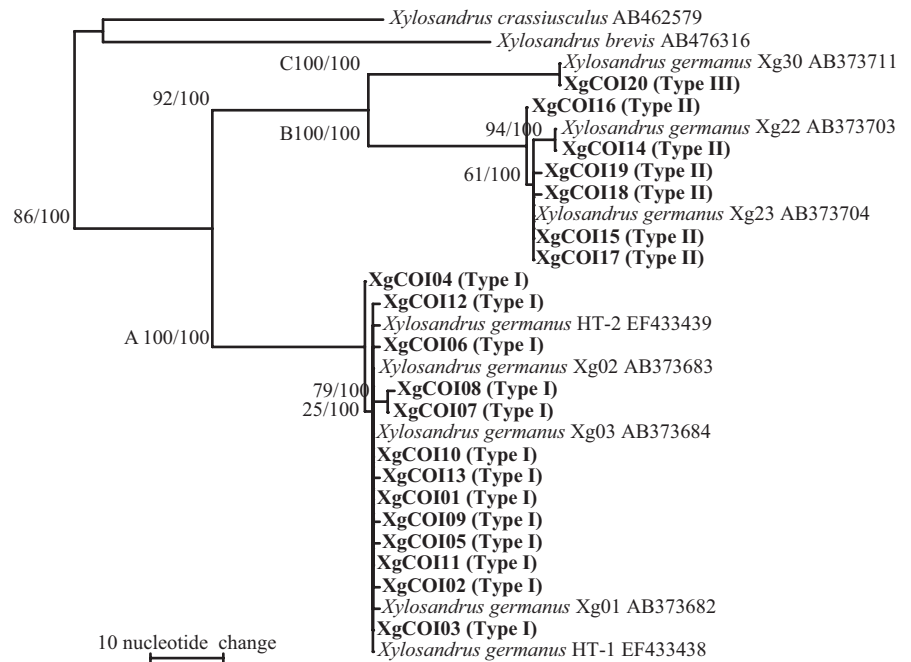 Xylosandrus crassiusculus AB462579
Xylosandrus brevis AB476316
C100/100
Xylosandrus germanus Xg30 AB373711
XgCOI20 (Type III)
92/100
XgCOI16 (Type II)
B100/100
94/100
Xylosandrus germanus Xg22 AB373703
XgCOI14 (Type II)
61/100
XgCOI19 (Type II)
XgCOI18 (Type II)
86/100
Xylosandrus germanus Xg23 AB373704
XgCOI15 (Type II)
XgCOI17 (Type II)
XgCOI04 (Type I)
XgCOI12 (Type I)
Xylosandrus germanus HT-2 EF433439
A 100/100
XgCOI06 (Type I)
Xylosandrus germanus Xg02 AB373683
79/100
XgCOI08 (Type I)
25/100
XgCOI07 (Type I)
Xylosandrus germanus Xg03 AB373684
XgCOI10 (Type I)
XgCOI13 (Type I)
XgCOI01 (Type I)
XgCOI09 (Type I)
XgCOI05 (Type I)
XgCOI11 (Type I)
XgCOI02 (Type I)
Xylosandrus germanus Xg01 AB373682
XgCOI03 (Type I)
10 nucleotide change
Xylosandrus germanus HT-1 EF433438